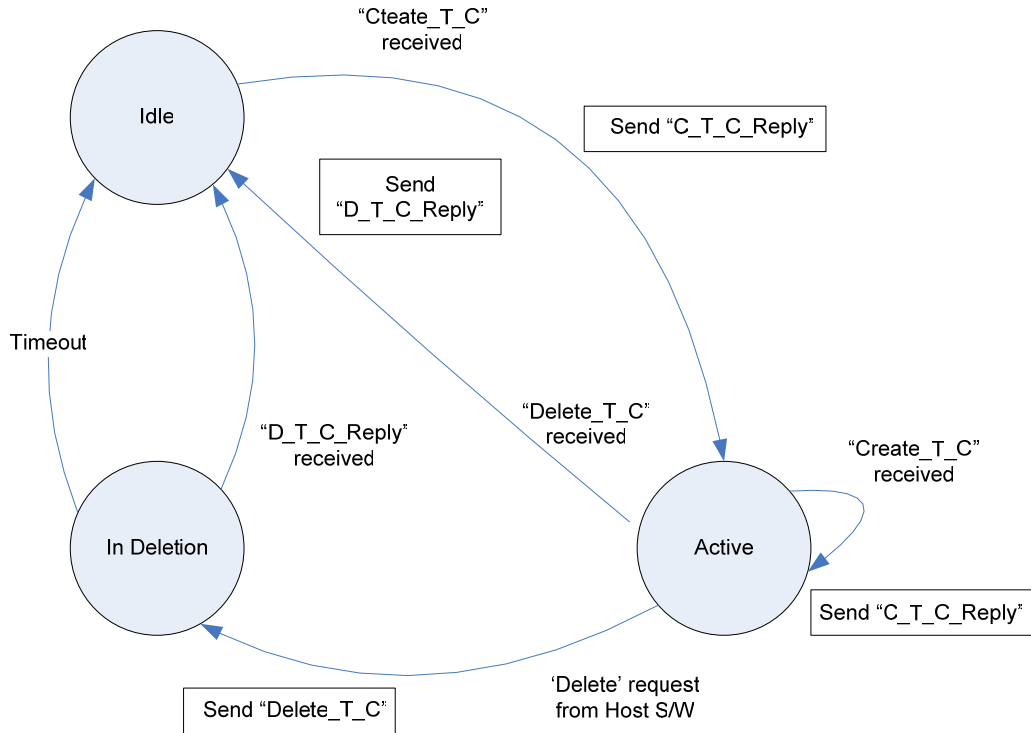 “Cteate_T_C”
received
Idle
Send “C_T_C_Reply”
Send
“D_T_C_Reply”
Timeout
“D_T_C_Reply”
received
“Delete_T_C”
received
“Create_T_C”
received
In Deletion
Active
Send “C_T_C_Reply”
Send “Delete_T_C”
‘Delete’ request
from Host S/W